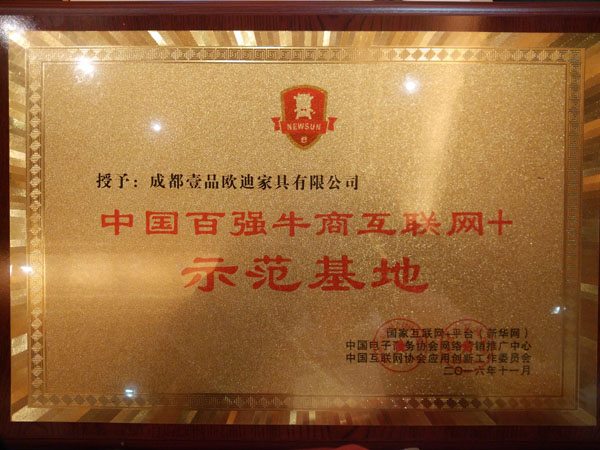 NEWSUN
e
授予：成都壹品欧迪家具有限公司
中国百强牛商互联网+
示范基地
国家互联网+平台（新华网）
中国电子商务协会网络营销推广中心
中国互联网协会应用创新工作委员会
二〇一六年十一月